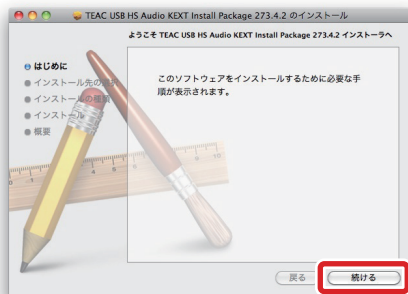 TEAC USB HS Audio KEXT Install Package 273.4.2 のインストール
ようこそ TEAC USB HS Audio KEXT Install Package 273.4.2 インストーラへ
はじめに
インストール先の選択
インストールの種類
インストール
概要
このソフトウェアをインストールするために必要な手
順が表示されます。
戻る
続ける